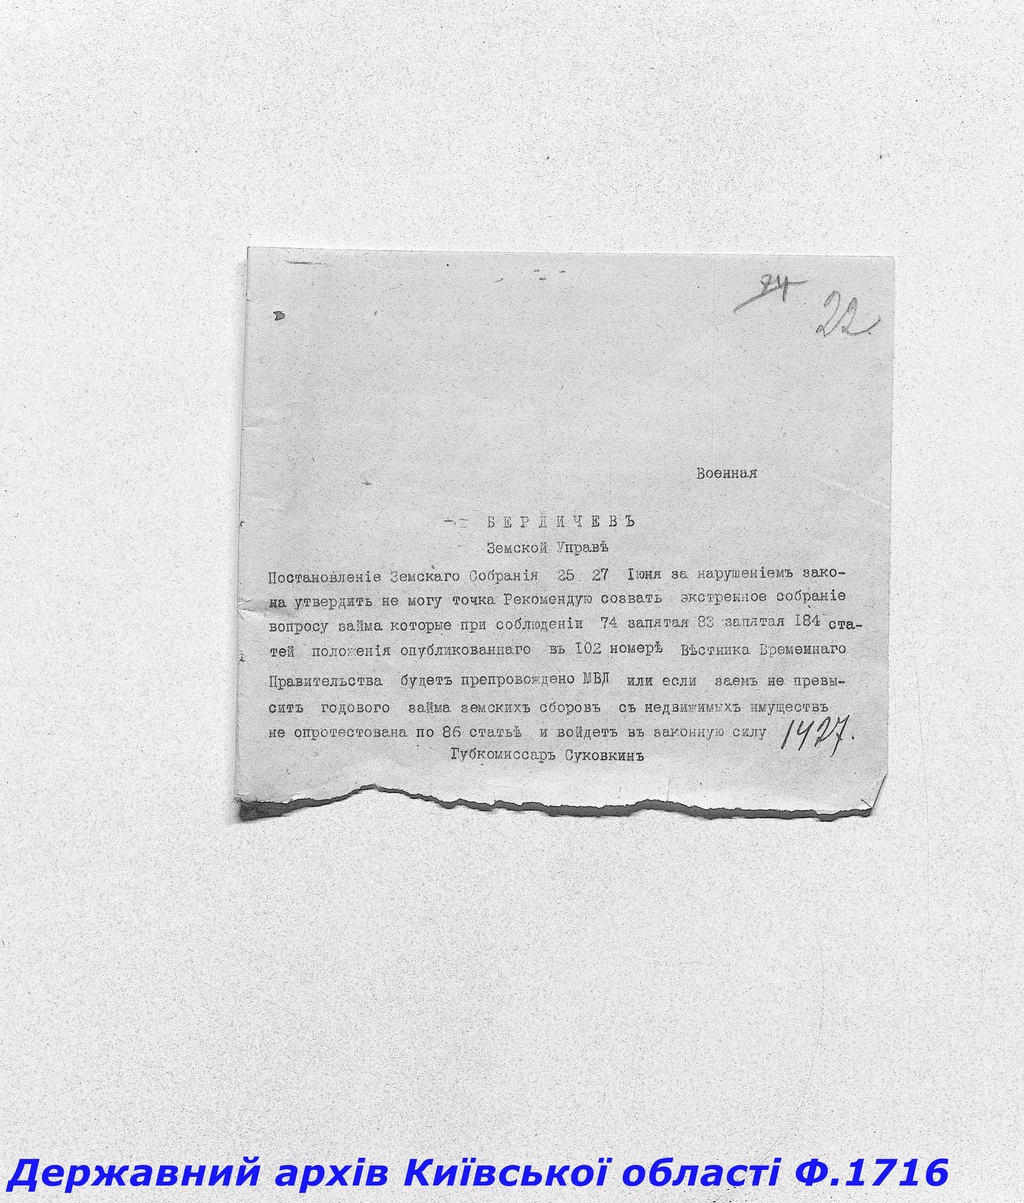 74
22
Военная
БЕРДИЧЕВЪ
Земской Управѣ
Постановленіе Земскаго Собранія 25 27 Іюня за нарушеніемъ зако-
на утвердить не могу точка Рекомендую созвать экстренное собраніе
вопросу займа которые при соблюденіи 74 запятая 83 запятая 184 ста-
тей положенія опубликованнаго въ 102 номерѣ Вѣстника Временнаго
Правительства будетъ препровождено МВД или если заемъ не превы-
ситъ годового займа земскихъ сборовъ съ недвижимыхъ имуществъ
не опротестована по 86 статьѣ и войдетъ въ законную силу 1427.
Губкомиссаръ Суковкинъ
Державний архів Київської області Ф.1716